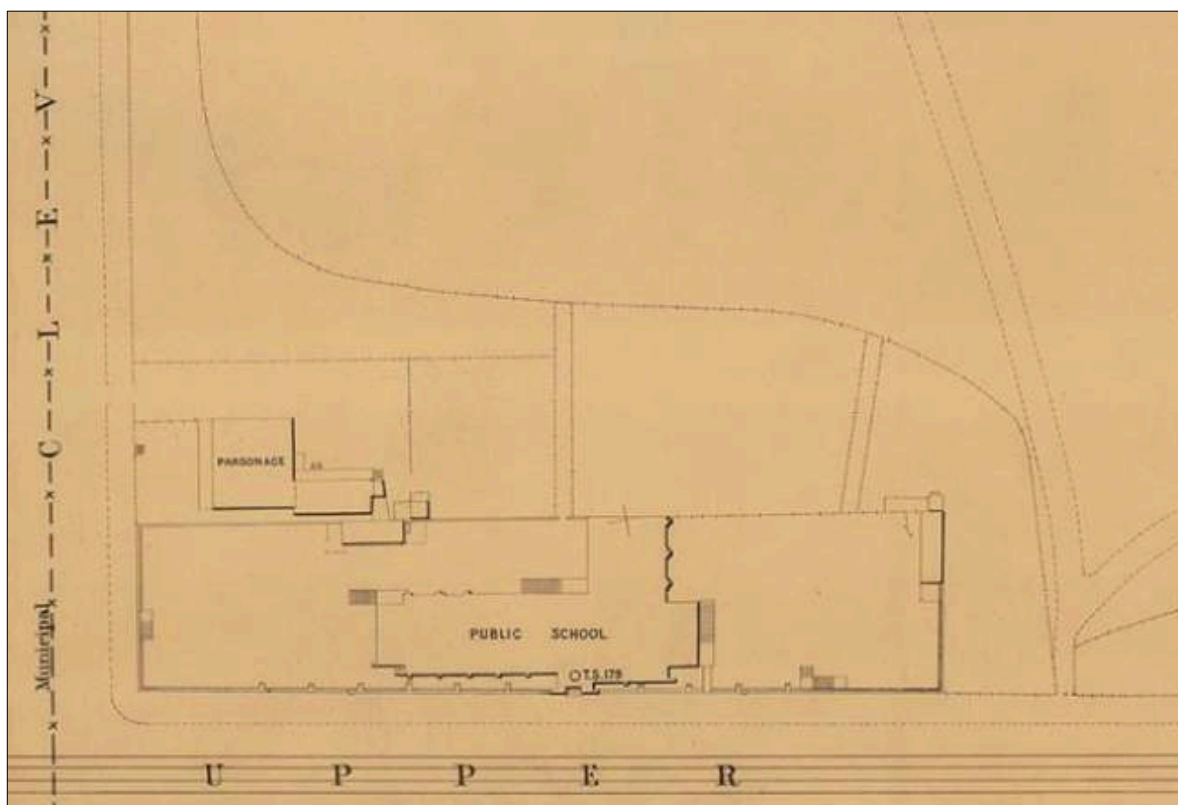 C L E V
Municipal
PARSONAGE
PUBLIC SCHOOL
T.S.179
U P P E R